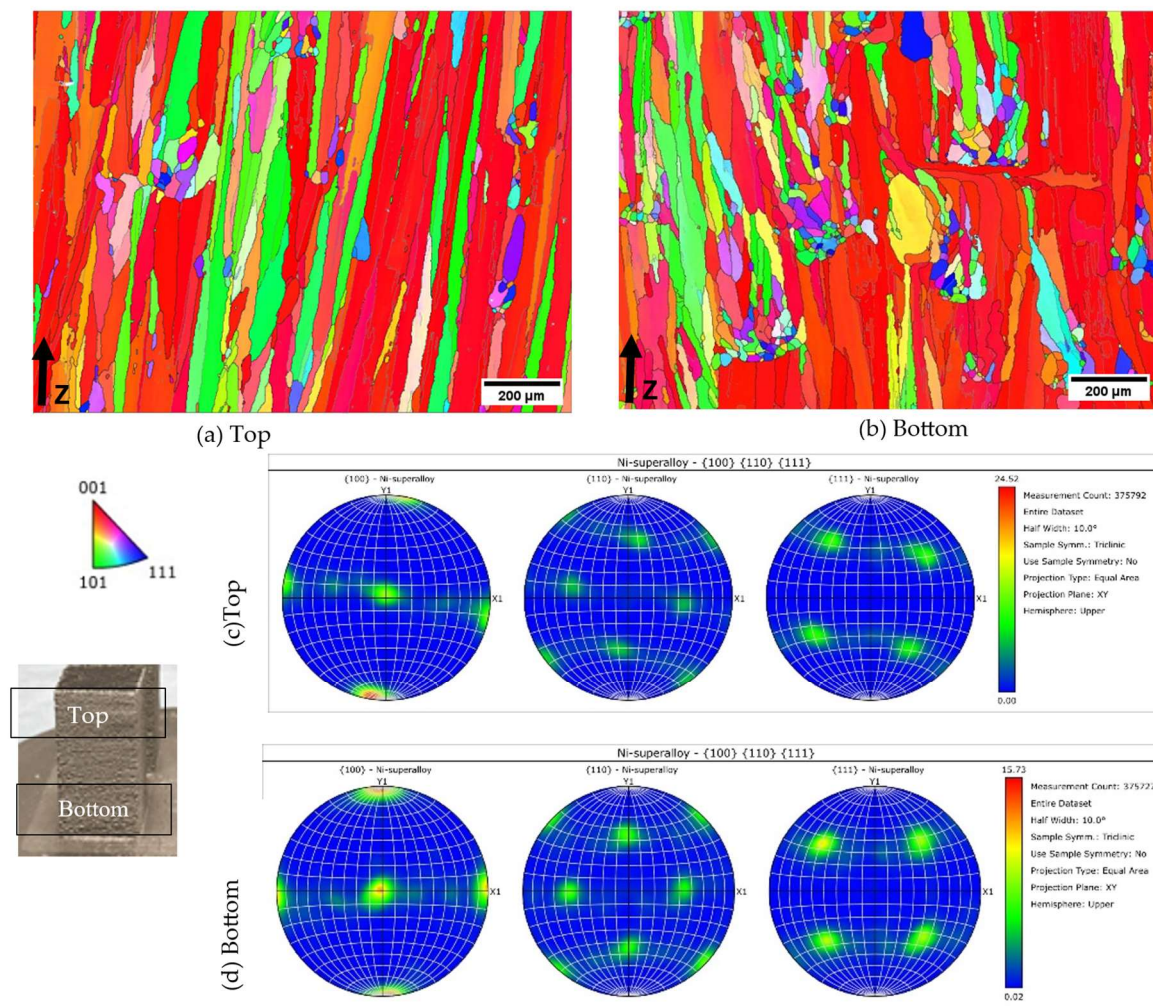 Z
200 μm
(a) Top
Z
200 μm
(b) Bottom
001
101
111
Top
Bottom
(c)Top
Ni-superalloy - {100} {110} {111}
{100} - Ni-superalloy
Y1
{110} - Ni-superalloy
Y1
X1
{111} - Ni-superalloy
Y1
X1
X1
24.52
0.00
Measurement Count: 375792
Entire Dataset
Half Width: 10.0°
Sample Symm.: Triclinic
Use Sample Symmetry: No
Projection Type: Equal Area
Projection Plane: XY
Hemisphere: Upper
(d) Bottom
Ni-superalloy - {100} {110} {111}
{100} - Ni-superalloy
Y1
X1
{110} - Ni-superalloy
Y1
X1
{111} - Ni-superalloy
Y1
X1
15.73
0.02
Measurement Count: 375727
Entire Dataset
Half Width: 10.0°
Sample Symm.: Triclinic
Use Sample Symmetry: No
Projection Type: Equal Area
Projection Plane: XY
Hemisphere: Upper